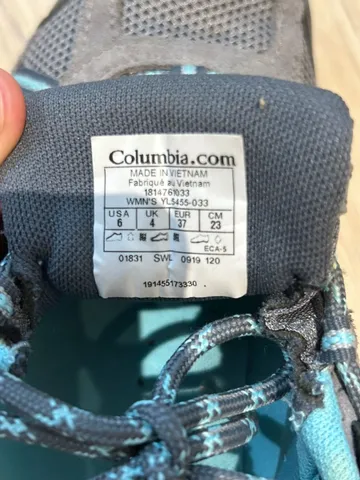 Columbia.com
MADE IN VIETNAM
Fabriqué au Vietnam
1814761033
WMN'S YL5455-033
USA UK EUR CM
6 4 37 23
ECA-5
01831 SWL 0919 120
191455173330